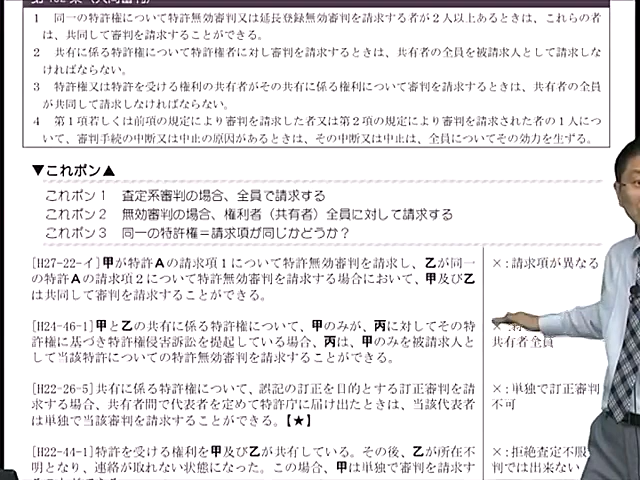 1 同一の特許権について特許無効審判又は延長登録無効審判を請求する者が2人以上あるときは、これらの者
は、共同して審判を請求することができる。
2 共有に係る特許権について特許権者に対し審判を請求するときは、共有者の全員を被請求人として請求しな
ければならない。
3 特許権又は特許を受ける権利の共有者がその共有に係る権利について審判を請求するときは、共有者の全員
が共同して請求しなければならない。
4 第1項若しくは前項の規定により審判を請求した者又は第2項の規定により審判を請求された者の1人につ
いて、審判手続の中断又は中止の原因があるときは、その中断又は中止は、全員についてその効力を生ずる。
▼これポン▲
これポン1 査定系審判の場合、全員で請求する
これポン2 無効審判の場合、権利者（共有者）全員に対して請求する
これポン3 同一の特許権＝請求項が同じかどうか？
[H27-22-イ]甲が特許Aの請求項1について特許無効審判を請求し、乙が同一
の特許Aの請求項2について特許無効審判を請求する場合において、甲及び乙
は共同して審判を請求することができる。
×：請求項が異なる
[H24-46-1]甲と乙の共有に係る特許権について、甲のみが、丙に対してその特
許権に基づき特許権侵害訴訟を提起している場合、丙は、甲のみを被請求人と
して当該特許についての特許無効審判を請求することができる。
共有者全員
[H22-26-5]共有に係る特許権について、誤記の訂正を目的とする訂正審判を請
求する場合、共有者間で代表者を定めて特許庁に届け出たときは、当該代表者
は単独で当該審判を請求することができる。【★】
×：単独で訂正審判
不可
[H22-44-1]特許を受ける権利を甲及び乙が共有している。その後、乙が所在不
明となり、連絡が取れない状態になった。この場合、甲は単独で審判を請求す
×：拒絶査定不服
判では出来ない